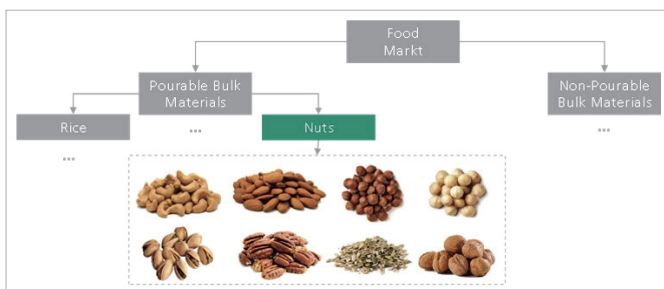 Food
Markt
Pourable Bulk
Materials
Non-Pourable
Bulk Materials
Rice
...
Nuts
...
...